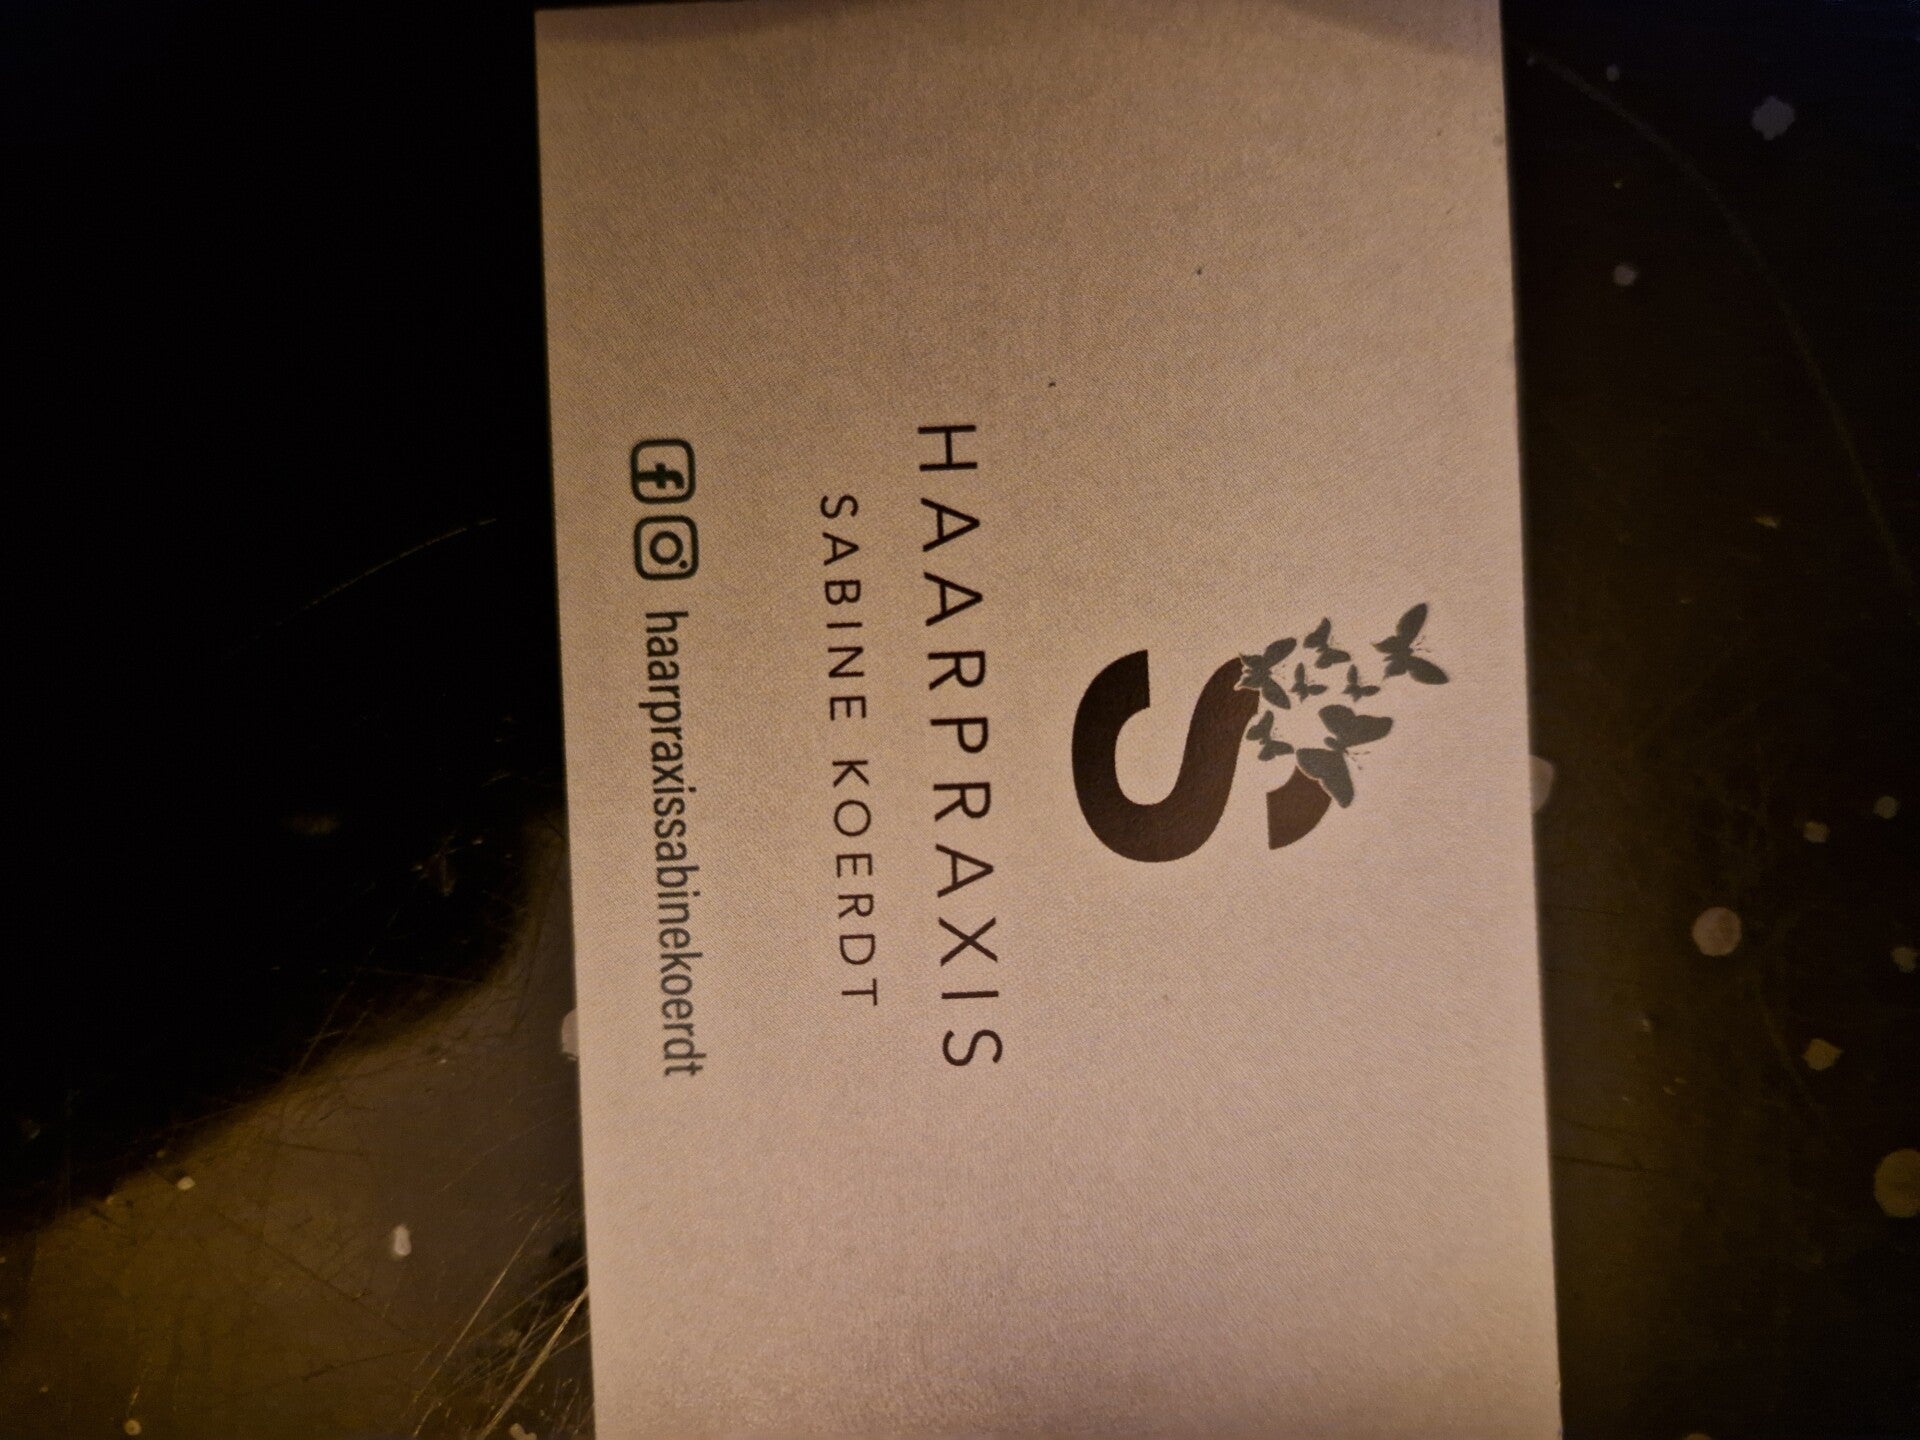 S
HAARPRAXIS
SABINE KOERDT
haarpraxissabinekoerdt